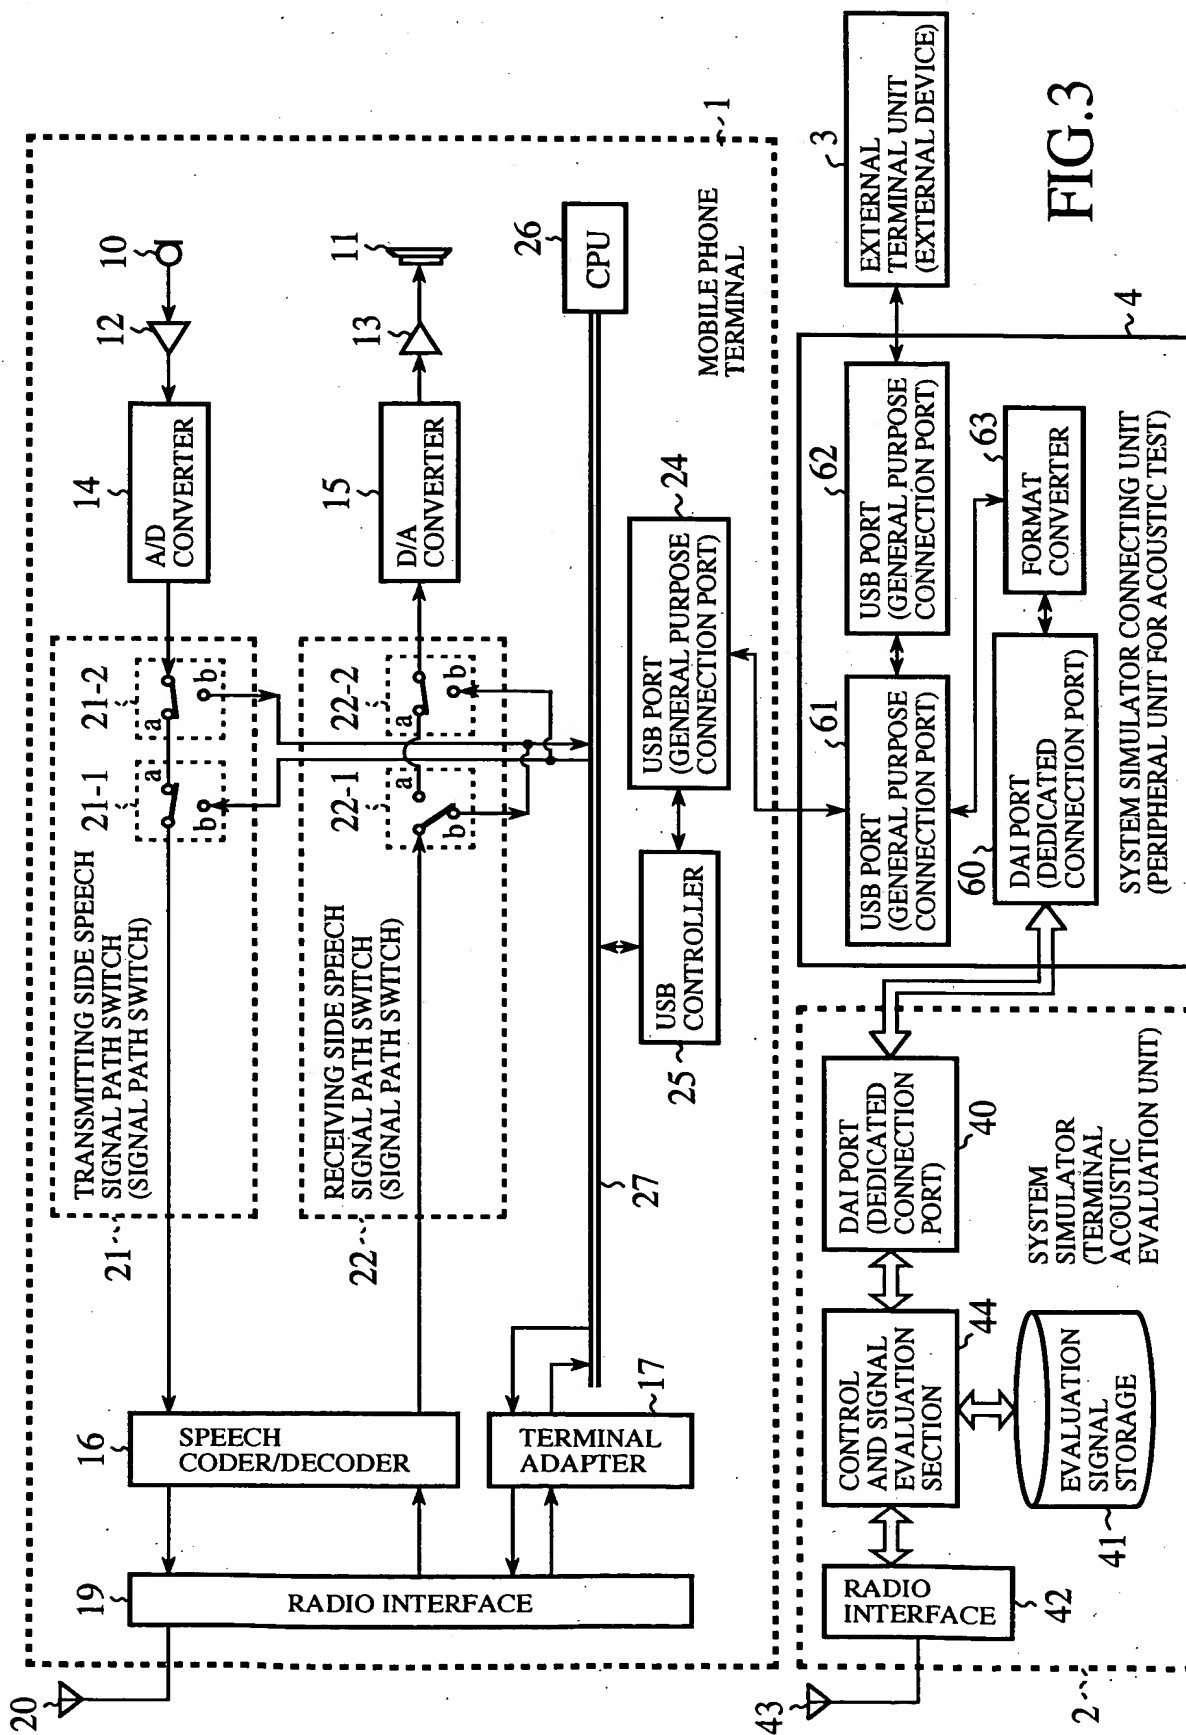 FIG.3
20
19
RADIO INTERFACE
16
SPEECH
CODER/DECODER
TERMINAL
ADAPTER
17
21
TRANSMITTING SIDE SPEECH
SIGNAL PATH SWITCH
(SIGNAL PATH SWITCH)
21-1
a
b
21-2
a
b
14
A/D
CONVERTER
12
10
22
RECEIVING SIDE SPEECH
SIGNAL PATH SWITCH
(SIGNAL PATH SWITCH)
22-1
a
b
22-2
a
b
15
D/A
CONVERTER
13
11
27
26
CPU
25
USB
CONTROLLER
24
USB PORT
(GENERAL PURPOSE
CONNECTION PORT)
MOBILE PHONE
TERMINAL
1
43
42
RADIO
INTERFACE
44
CONTROL
AND SIGNAL
EVALUATION
SECTION
40
DAI PORT
(DEDICATED
CONNECTION
PORT)
41
EVALUATION
SIGNAL
STORAGE
SYSTEM
SIMULATOR
(TERMINAL
ACOUSTIC
EVALUATION UNIT)
2
61
USB PORT
(GENERAL PURPOSE
CONNECTION PORT)
62
USB PORT
(GENERAL PURPOSE
CONNECTION PORT)
60
DAI PORT
(DEDICATED
CONNECTION PORT)
63
FORMAT
CONVERTER
SYSTEM SIMULATOR CONNECTING UNIT
(PERIPHERAL UNIT FOR ACOUSTIC TEST)
4
3
EXTERNAL
TERMINAL UNIT
(EXTERNAL DEVICE)